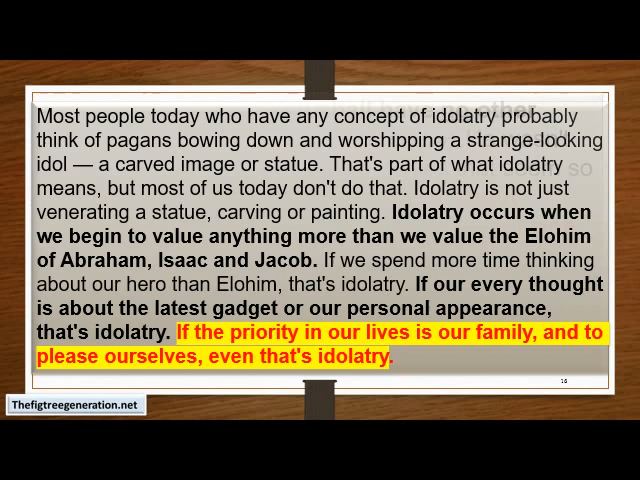 Most people today who have any concept of idolatry probably
think of pagans bowing down and worshipping a strange-looking
idol — a carved image or statue. That's part of what idolatry
means, but most of us today don't do that. Idolatry is not just
venerating a statue, carving or painting. Idolatry occurs when
we begin to value anything more than we value the Elohim
of Abraham, Isaac and Jacob. If we spend more time thinking
about our hero than Elohim, that's idolatry. If our every thought
is about the latest gadget or our personal appearance,
that's idolatry. If the priority in our lives is our family, and to
please ourselves, even that's idolatry.
16
Thefigtreegeneration.net